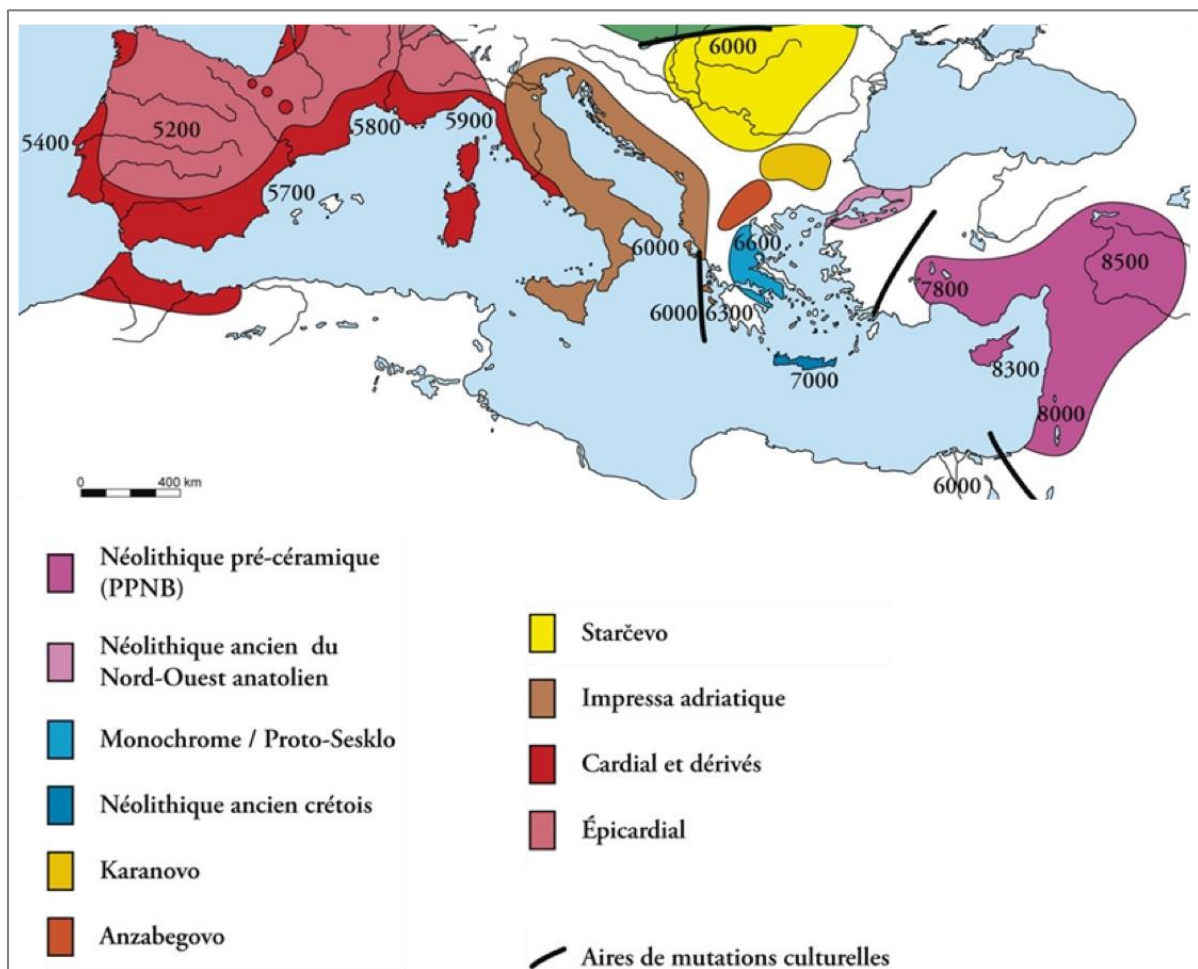 6000
5200
5400
5800
5900
5700
6000
6600
6000
6300
7000
7800
8500
8300
8000
6000
0 400 km
Néolithique pré-céramique
(PPNB)
Néolithique ancien du
Nord-Ouest anatolien
Monochrome / Proto-Sesklo
Néolithique ancien crétois
Karanovo
Anzabegovo
Starčevo
Impressa adriatique
Cardial et dérivés
Épicardial
Aires de mutations culturelles